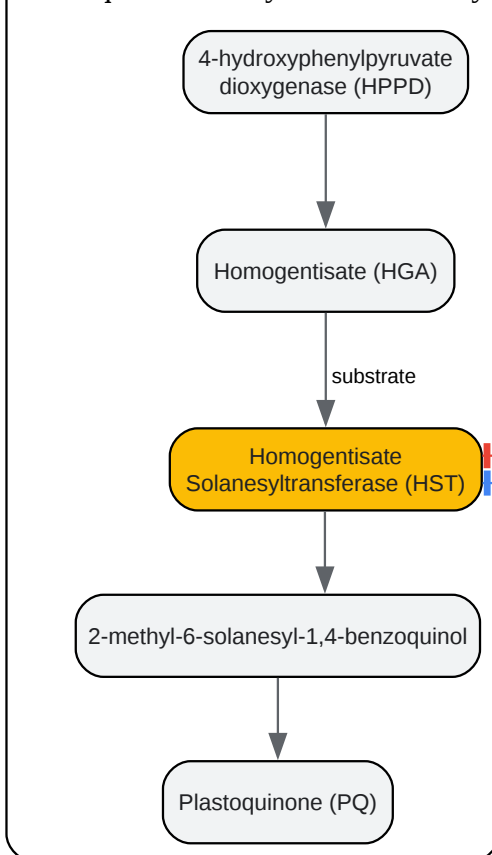 4-hydroxyphenylpyruvate
dioxygenase (HPPD)
Homogentisate (HGA)
substrate
Homogentisate
Solanesyltransferase (HST)
2-methyl-6-solanesyl-1,4-benzoquinol
Plastoquinone (PQ)